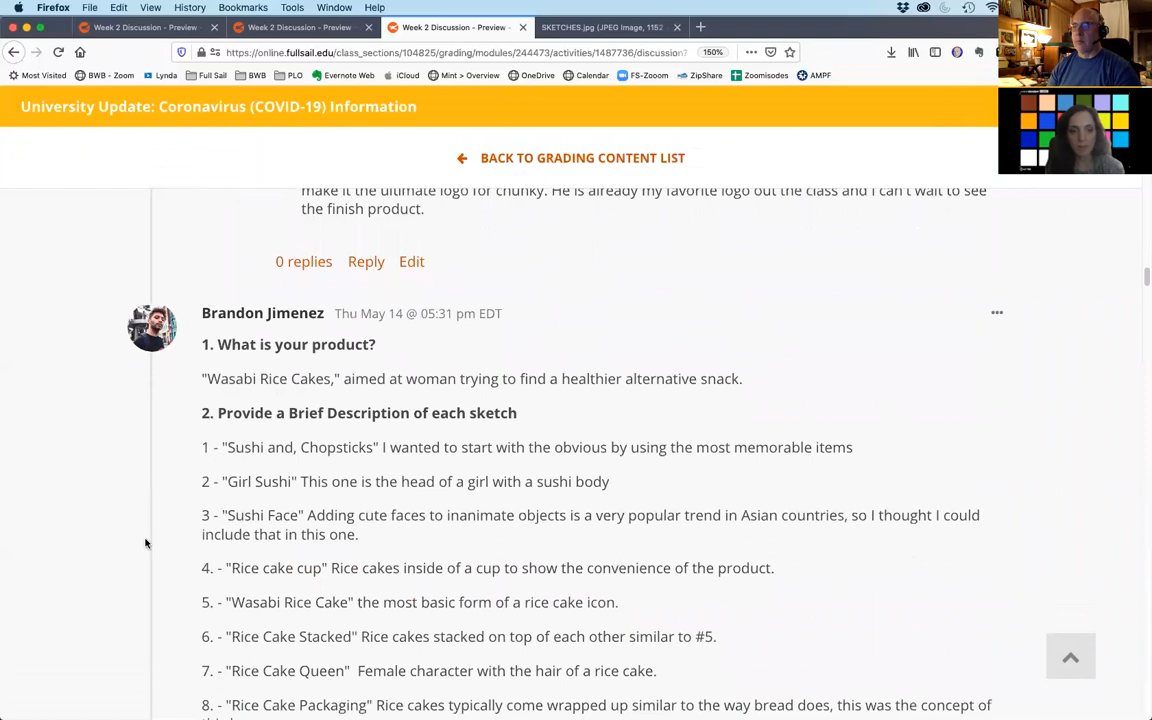 Firefox File Edit View History Bookmarks Tools Window Help
Week 2 Discussion - Preview × Week 2 Discussion - Preview × Week 2 Discussion - Preview × SKETCHES.jpg (JPEG Image, 1152 × +
https://online.fullsail.edu/class_sections/104825/grading/modules/244473/activities/1487736/discussion? 150%
Most Visited BWB - Zoom Lynda Full Sail BWB PLO Evernote Web iCloud Mint > Overview OneDrive Calendar FS-Zooom ZipShare Zoomisodes AMPF
University Update: Coronavirus (COVID-19) Information
BACK TO GRADING CONTENT LIST
make it the ultimate logo for chunky. He is already my favorite logo out the class and I can't wait to see
the finish product.
0 replies Reply Edit
Brandon Jimenez Thu May 14 @ 05:31 pm EDT
1. What is your product?
"Wasabi Rice Cakes," aimed at woman trying to find a healthier alternative snack.
2. Provide a Brief Description of each sketch
1 - "Sushi and, Chopsticks" I wanted to start with the obvious by using the most memorable items
2 - "Girl Sushi" This one is the head of a girl with a sushi body
3 - "Sushi Face" Adding cute faces to inanimate objects is a very popular trend in Asian countries, so I thought I could
include that in this one.
4. - "Rice cake cup" Rice cakes inside of a cup to show the convenience of the product.
5. - "Wasabi Rice Cake" the most basic form of a rice cake icon.
6. - "Rice Cake Stacked" Rice cakes stacked on top of each other similar to #5.
7. - "Rice Cake Queen" Female character with the hair of a rice cake.
8. - "Rice Cake Packaging" Rice cakes typically come wrapped up similar to the way bread does, this was the concept of